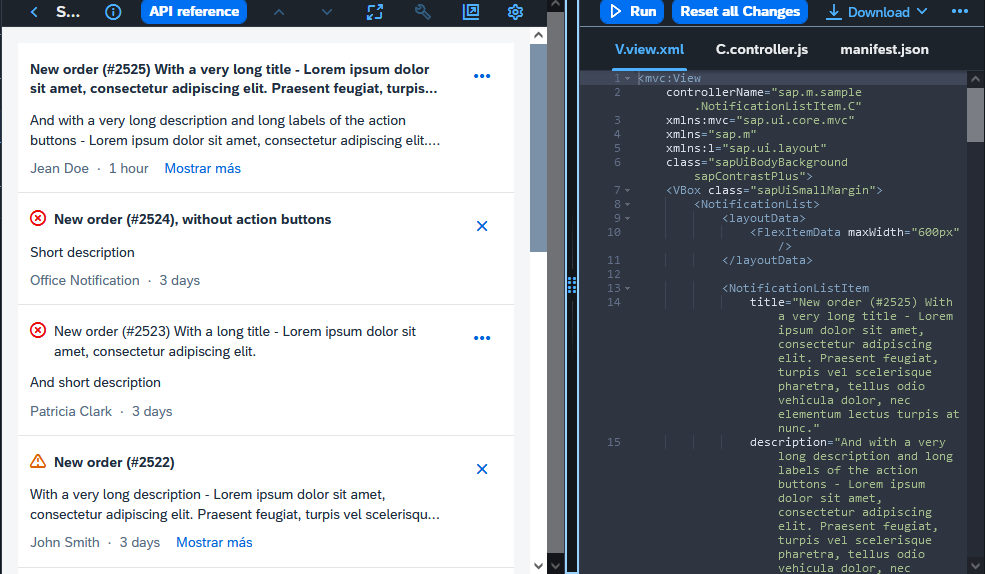 S...
API reference
New order (#2525) With a very long title - Lorem ipsum dolor
sit amet, consectetur adipiscing elit. Praesent feugiat, turpis...
And with a very long description and long labels of the action
buttons - Lorem ipsum dolor sit amet, consectetur adipiscing elit....
Jean Doe · 1 hour Mostrar más
New order (#2524), without action buttons
Short description
Office Notification · 3 days
New order (#2523) With a long title - Lorem ipsum dolor sit
amet, consectetur adipiscing elit.
And short description
Patricia Clark · 3 days
New order (#2522)
With a very long description - Lorem ipsum dolor sit amet,
consectetur adipiscing elit. Praesent feugiat, turpis vel scelerisqu...
John Smith · 3 days Mostrar más
Run
Reset all Changes
Download
V.view.xml
C.controller.js
manifest.json
1 <mvc:View
2 controllerName="sap.m.sample
.NotificationListItem.C"
3 xmlns:mvc="sap.ui.core.mvc"
4 xmlns="sap.m"
5 xmlns:l="sap.ui.layout"
6 class="sapUiBodyBackground
sapContrastPlus">
7 <VBox class="sapUiSmallMargin">
8 <NotificationList>
9 <layoutData>
10 <FlexItemData maxWidth="600px"
/>
11 </layoutData>
12
13 <NotificationListItem
14 title="New order (#2525) With
a very long title - Lorem
ipsum dolor sit amet,
consectetur adipiscing
elit. Praesent feugiat,
turpis vel scelerisque
pharetra, tellus odio
vehicula dolor, nec
elementum lectus turpis at
nunc."
15 description="And with a very
long description and long
labels of the action
buttons - Lorem ipsum
dolor sit amet,
consectetur adipiscing
elit. Praesent feugiat,
turpis vel scelerisque
pharetra, tellus odio
vehicula dolor, nec